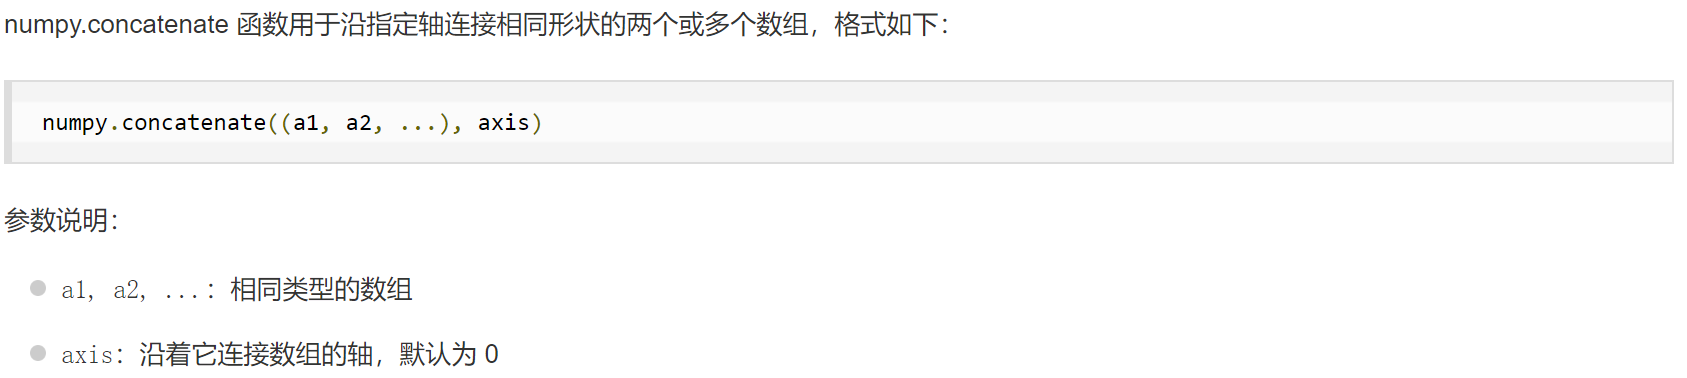 numpy.concatenate 函数用于沿指定轴连接相同形状的两个或多个数组，格式如下：
numpy.concatenate((a1, a2, ...), axis)
参数说明：
a1, a2, ...：相同类型的数组
axis：沿着它连接数组的轴，默认为 0